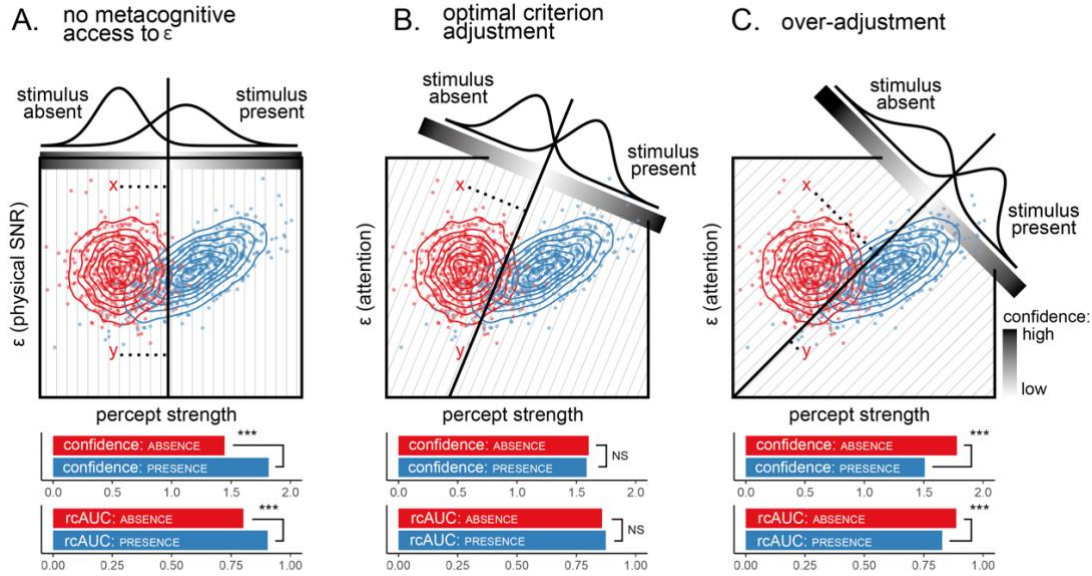 A. no metacognitive
access to ε
B. optimal criterion
adjustment
C. over-adjustment
stimulus
absent
stimulus
present
x
y
ε (physical SNR)
percept strength
stimulus
absent
stimulus
present
x
y
ε (attention)
percept strength
stimulus
absent
stimulus
present
x
y
ε (attention)
percept strength
confidence:
high
low
confidence: ABSENCE
confidence: PRESENCE
***
0.0 0.5 1.0 1.5 2.0
rcAUC: ABSENCE
rcAUC: PRESENCE
***
0.00 0.25 0.50 0.75 1.00
confidence: ABSENCE
confidence: PRESENCE
NS
0.0 0.5 1.0 1.5 2.0
rcAUC: ABSENCE
rcAUC: PRESENCE
NS
0.00 0.25 0.50 0.75 1.00
confidence: ABSENCE
confidence: PRESENCE
***
0.0 0.5 1.0 1.5 2.0
rcAUC: ABSENCE
rcAUC: PRESENCE
***
0.00 0.25 0.50 0.75 1.00